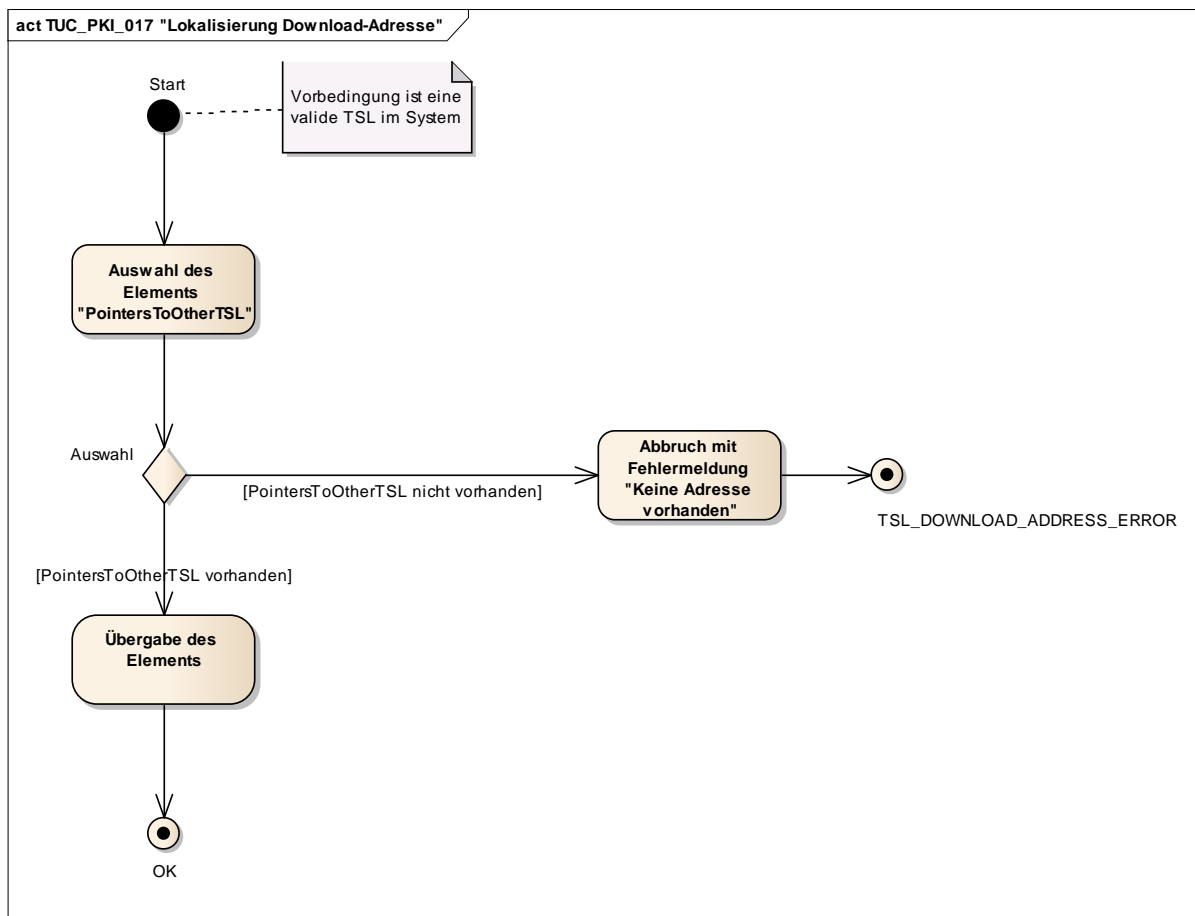 act TUC_PKI_017 "Lokalisierung Download-Adresse"
Start
Vorbedingung ist eine
valide TSL im System
Auswahl des
Elements
"PointersToOtherTSL"
Auswahl
[PointersToOtherTSL nicht vorhanden]
Abbruch mit
Fehlermeldung
"Keine Adresse
vorhanden"
TSL_DOWNLOAD_ADDRESS_ERROR
[PointersToOtherTSL vorhanden]
Übergabe des
Elements
OK